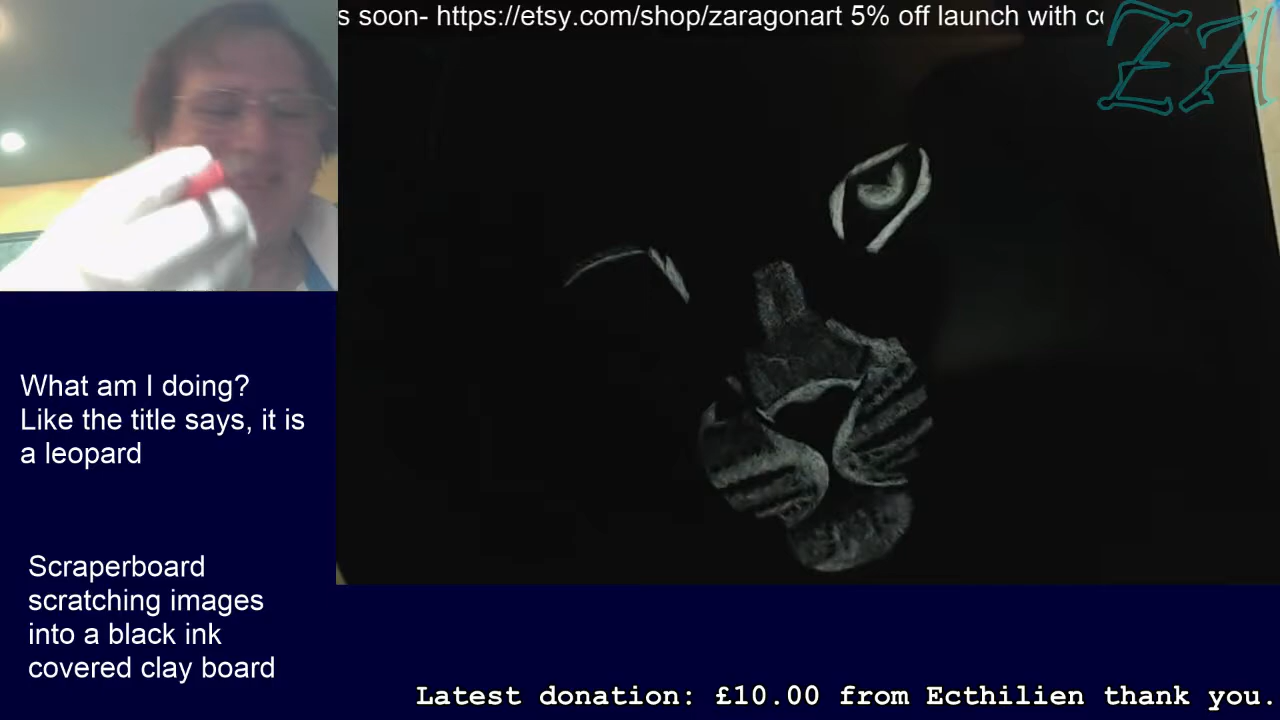 s soon- https://etsy.com/shop/zaragonart 5% off launch with
ZA
What am I doing?
Like the title says, it is
a leopard
Scraperboard
scratching images
into a black ink
covered clay board
Latest donation: £10.00 from Ecthilien thank you.